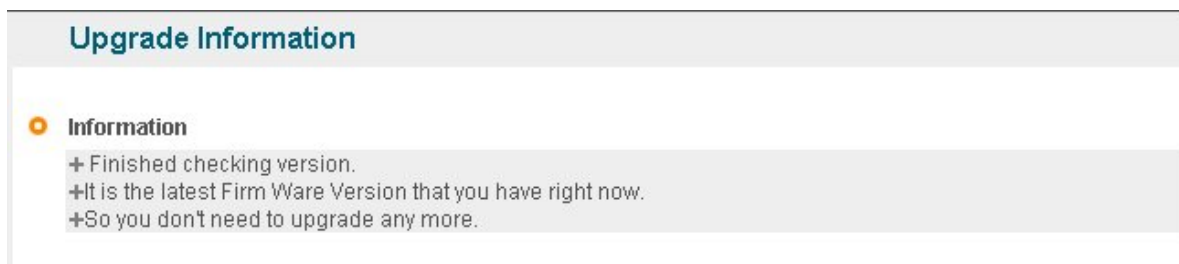 Upgrade Information
Information
+ Finished checking version.
+It is the latest Firm Ware Version that you have right now.
+So you don't need to upgrade any more.